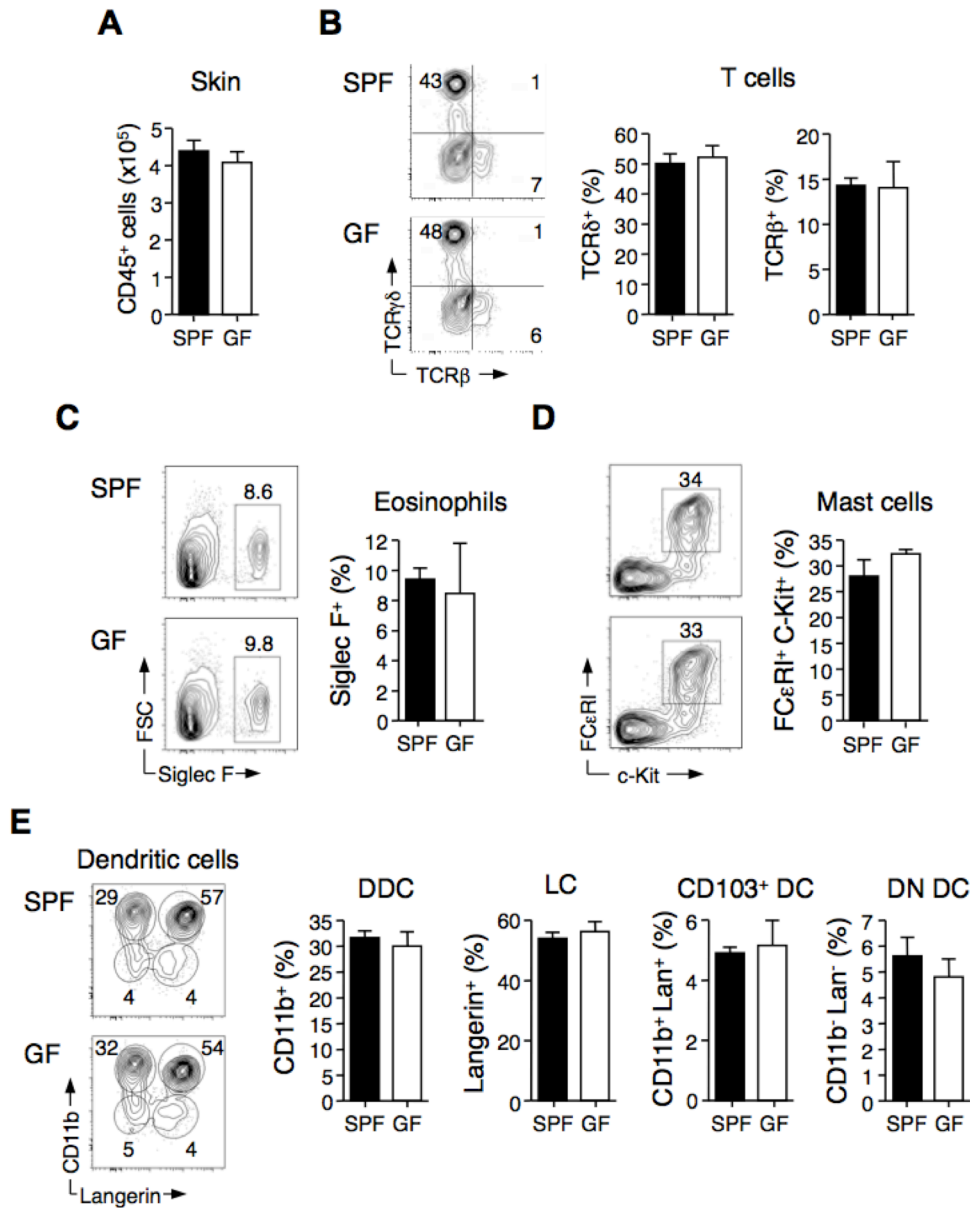 A
Skin
CD45+ cells (x10⁵)
5
4
3
2
1
0
SPF GF
B
SPF
43
1
7
GF
48
1
6
TCRγδ
TCRβ
T cells
TCRδ+ (%)
60
50
40
30
20
10
0
SPF GF
TCRβ+ (%)
20
15
10
5
0
SPF GF
C
SPF
8.6
GF
9.8
FSC
Siglec F
Eosinophils
Siglec F+ (%)
12
10
8
6
4
2
0
SPF GF
D
34
33
FCεRI
c-Kit
Mast cells
FCεRI+ C-Kit+ (%)
35
30
25
20
15
10
5
0
SPF GF
E
Dendritic cells
SPF
29
57
4
4
GF
32
54
5
4
CD11b
Langerin
DDC
CD11b+ (%)
35
30
25
20
15
10
5
0
SPF GF
LC
Langerin+ (%)
60
40
20
0
SPF GF
CD103+ DC
CD11b+ Lan+ (%)
6
4
2
0
SPF GF
DN DC
CD11b- Lan- (%)
7
6
5
4
3
2
1
0
SPF GF